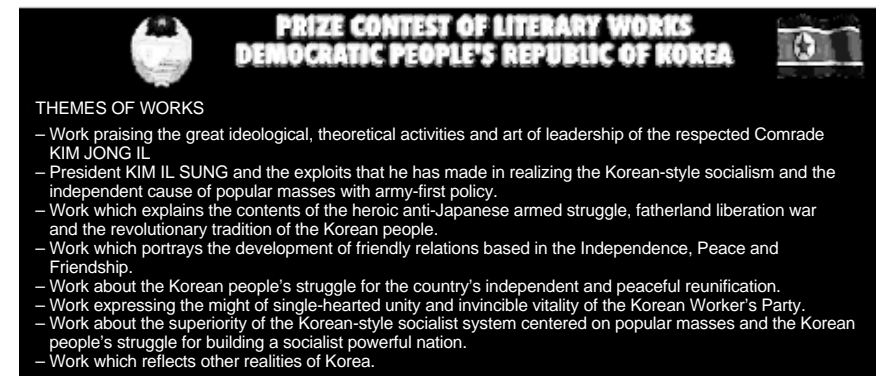 PRIZE CONTEST OF LITERARY WORKS
DEMOCRATIC PEOPLE'S REPUBLIC OF KOREA
THEMES OF WORKS
– Work praising the great ideological, theoretical activities and art of leadership of the respected Comrade
KIM JONG IL
– President KIM IL SUNG and the exploits that he has made in realizing the Korean-style socialism and the
independent cause of popular masses with army-first policy.
– Work which explains the contents of the heroic anti-Japanese armed struggle, fatherland liberation war
and the revolutionary tradition of the Korean people.
– Work which portrays the development of friendly relations based in the Independence, Peace and
Friendship.
– Work about the Korean people's struggle for the country's independent and peaceful reunification.
– Work expressing the might of single-hearted unity and invincible vitality of the Korean Worker's Party.
– Work about the superiority of the Korean-style socialist system centered on popular masses and the Korean
people's struggle for building a socialist powerful nation.
– Work which reflects other realities of Korea.